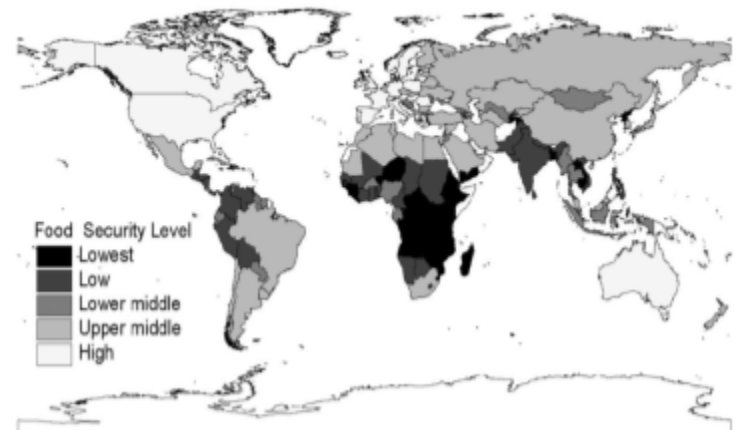 Food Security Level
Lowest
Low
Lower middle
Upper middle
High